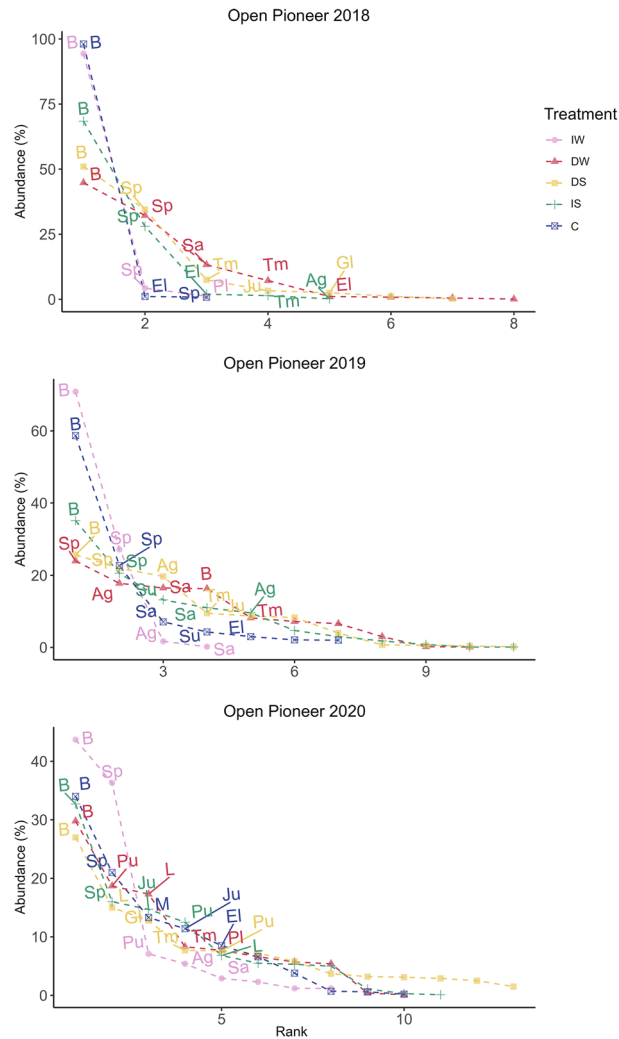 Open Pioneer 2018
Abundance (%)
100
75
50
25
0
B B
B
B
B
Sp Sp
Sp
Sa
Sp El Sp
El Tm Pl
Ju Tm
Tm
Ag Gl
El
2 4 6 8
Treatment
IW
DW
DS
IS
C
Open Pioneer 2019
Abundance (%)
60
40
20
0
B
B
B
Sp B
Sp Sp
Sp Sp
Ag Su Ag
Sa B
Sa Sa Tm Ju Ag
Ag Su El Tm
Sa
3 6 9
Open Pioneer 2020
Abundance (%)
40
30
20
10
0
B
Sp
B B
B
B
Sp Pu L
Sp L Ju
Gl M Pu Ju
Pu Tm Tm El Pu
Ag Pl L
Sa
5 10
Rank